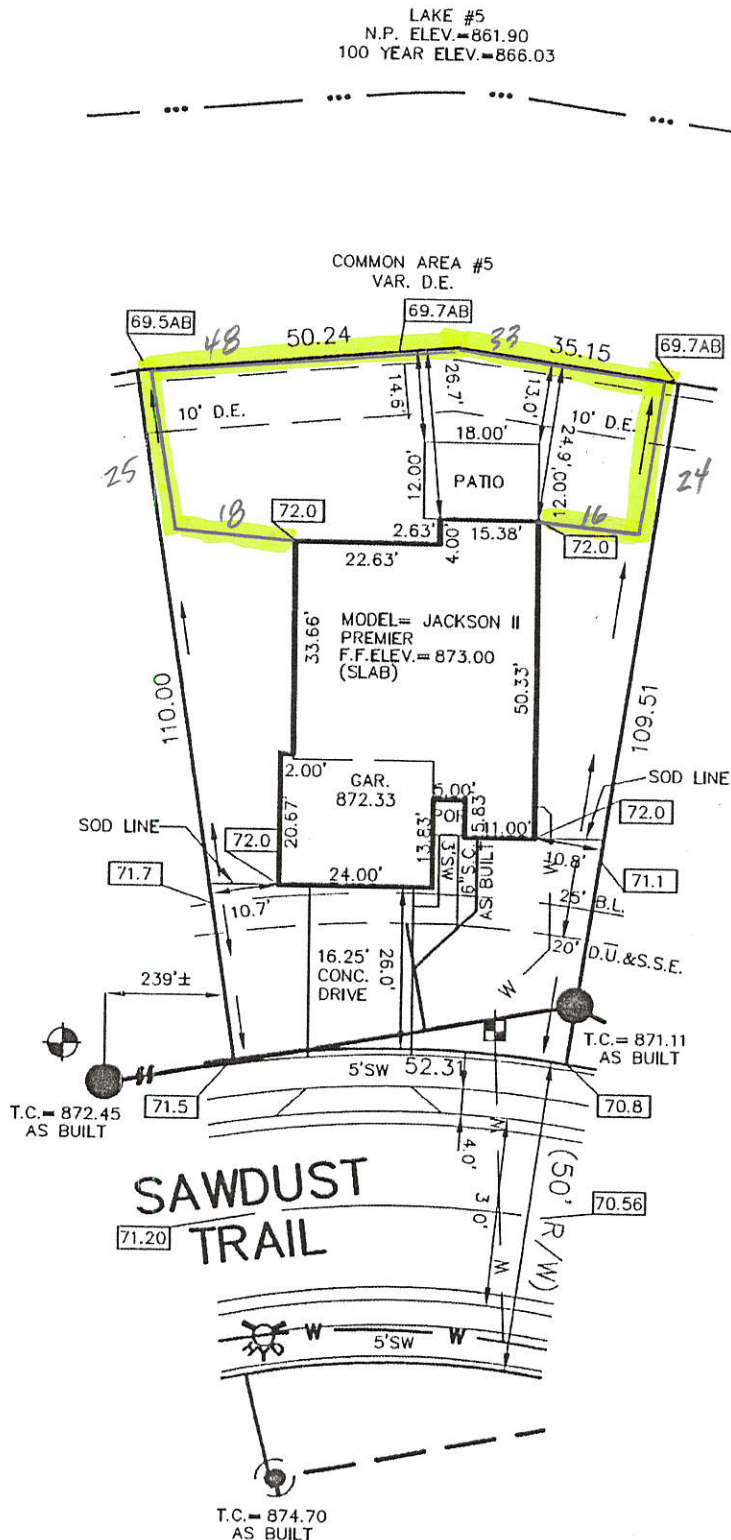 LAKE #5
N.P. ELEV.=861.90
100 YEAR ELEV.=866.03
COMMON AREA #5
VAR. D.E.
69.5AB
48
50.24
69.7AB
33
35.15
69.7AB
10' D.E.
14.6'
26.7'
13.0'
24.9'
10' D.E.
25
18.00'
12.00'
PATIO
12.00'
24
18
72.0
2.63'
4.00'
15.38'
16
72.0
22.63'
MODEL= JACKSON II
PREMIER
F.F.ELEV.=873.00
(SLAB)
33.66'
50.33'
110.00
109.51
2.00'
GAR.
872.33
5.00'
SOD LINE
20.67'
13.83'
POR
5.83'
11.00'
72.0
SOD LINE
72.0
24.00'
3'SW
6" S.C.
AS BUILT
W
10.8'
71.7
71.1
10.7'
25' B.L.
20' D.U.&S.S.E.
239'±
16.25'
CONC.
DRIVE
26.0'
W
T.C.=871.11
AS BUILT
5'SW
52.31
T.C.=872.45
AS BUILT
71.5
70.8
W
4.0'
SAWDUST
TRAIL
71.20
3.0'
(50' R/W)
70.56
W
W
W
5'SW
T.C.=874.70
AS BUILT